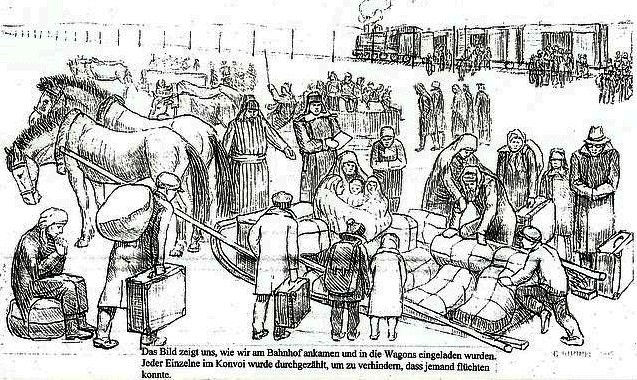 Das Bild zeigt uns, wie wir am Bahnhof ankamen und in die Wagons eingeladen wurden.
Jeder Einzelne im Konvoi wurde durchgezählt, um zu verhindern, dass jemand flüchten
konnte.